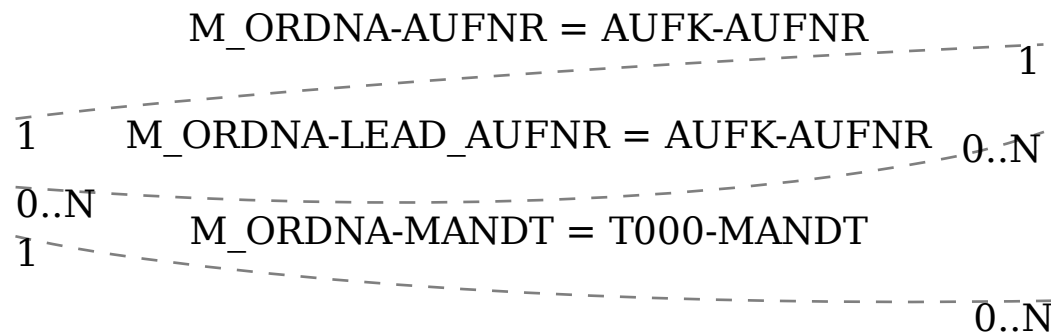 M_ORDNA-AUFNR = AUFK-AUFNR
1
1
M_ORDNA-LEAD_AUFNR = AUFK-AUFNR
0..N
0..N
M_ORDNA-MANDT = T000-MANDT
1
0..N